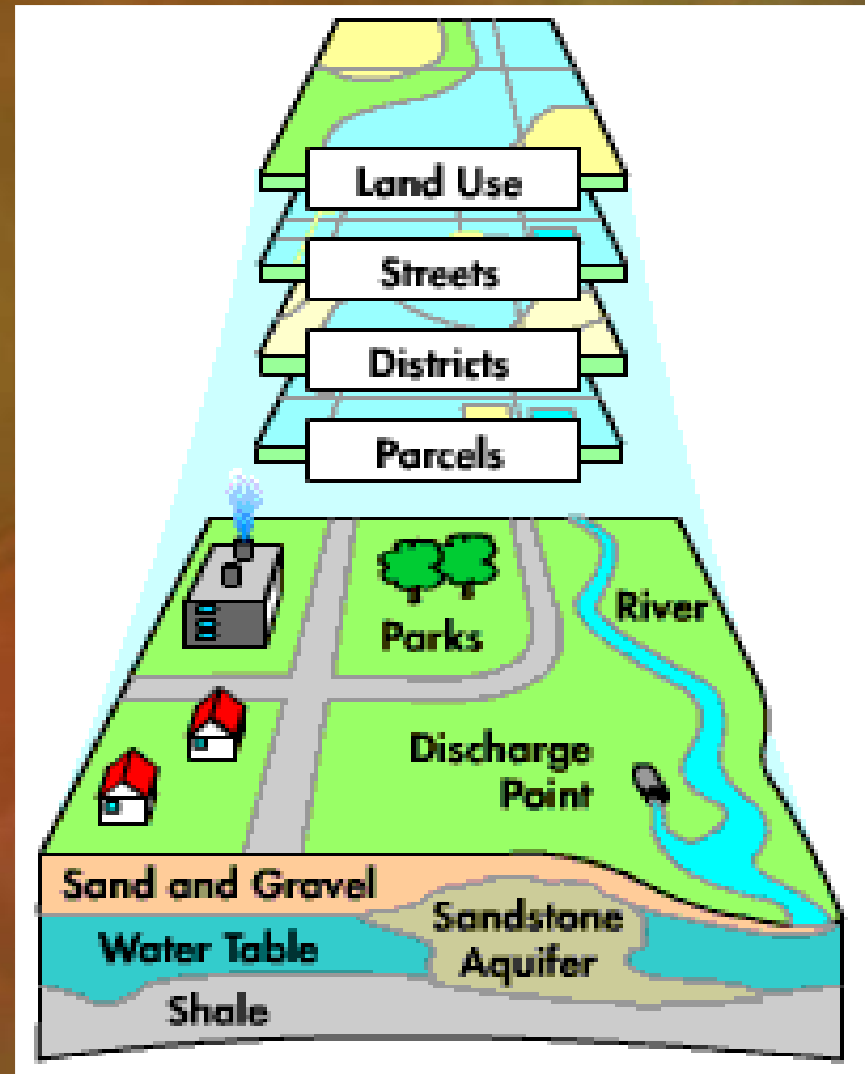 Land Use
Streets
Districts
Parcels
River
Parks
Discharge
Point
Sand and Gravel
Sandstone
Aquifer
Water Table
Shale